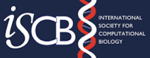 iSCB
INTERNATIONAL
SOCIETY FOR
COMPUTATIONAL
BIOLOGY